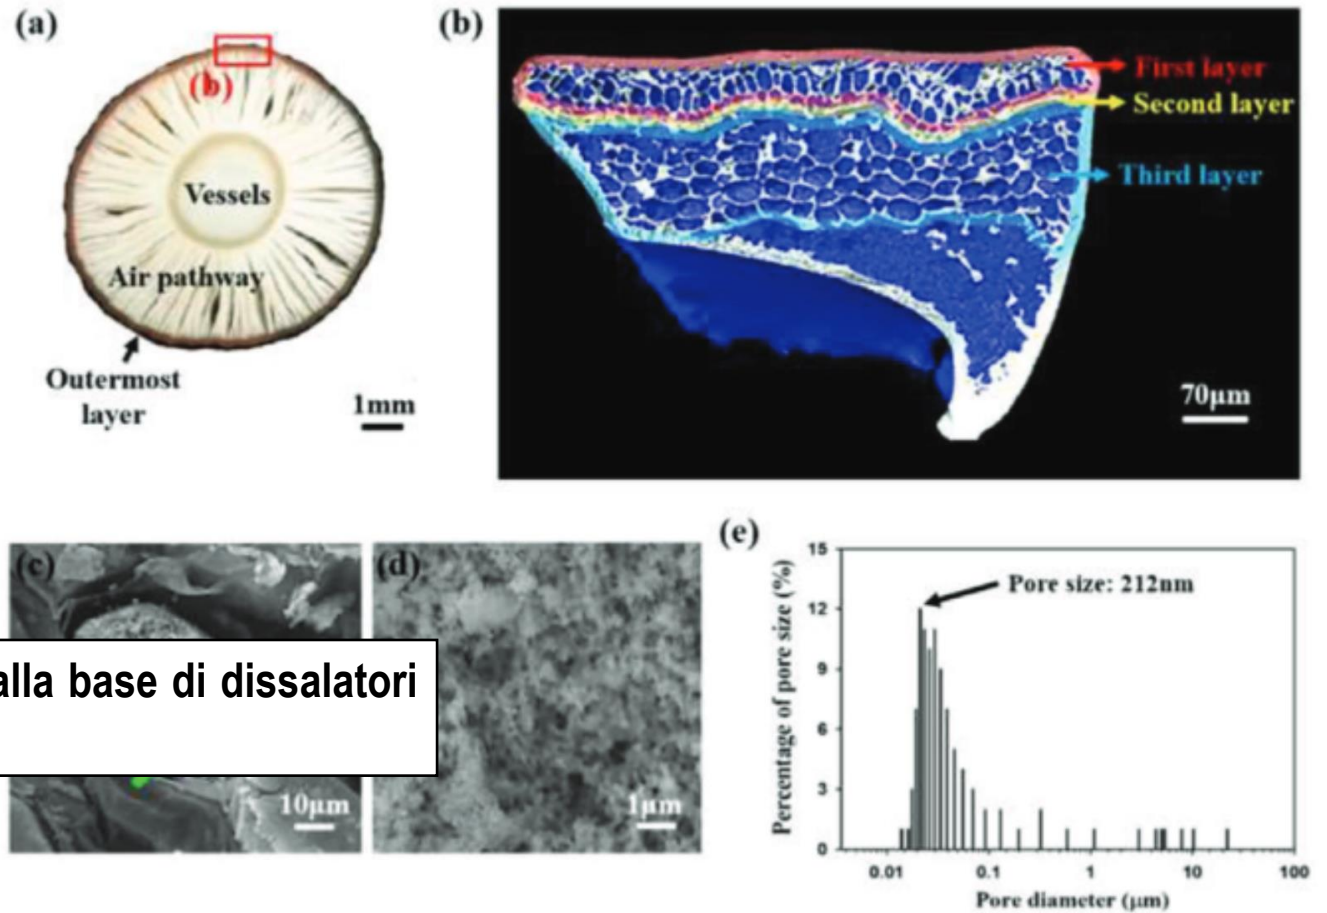 (a)
(b)
Vessels
Air pathway
Outermost
layer
1mm
(b)
First layer
Second layer
Third layer
70μm
(c)
alla base di dissalatori
10μm
(d)
1μm
(e)
Percentage of pore size (%)
15
12
9
6
3
0
Pore size: 212nm
0.01
0.1
1
10
100
Pore diameter (μm)